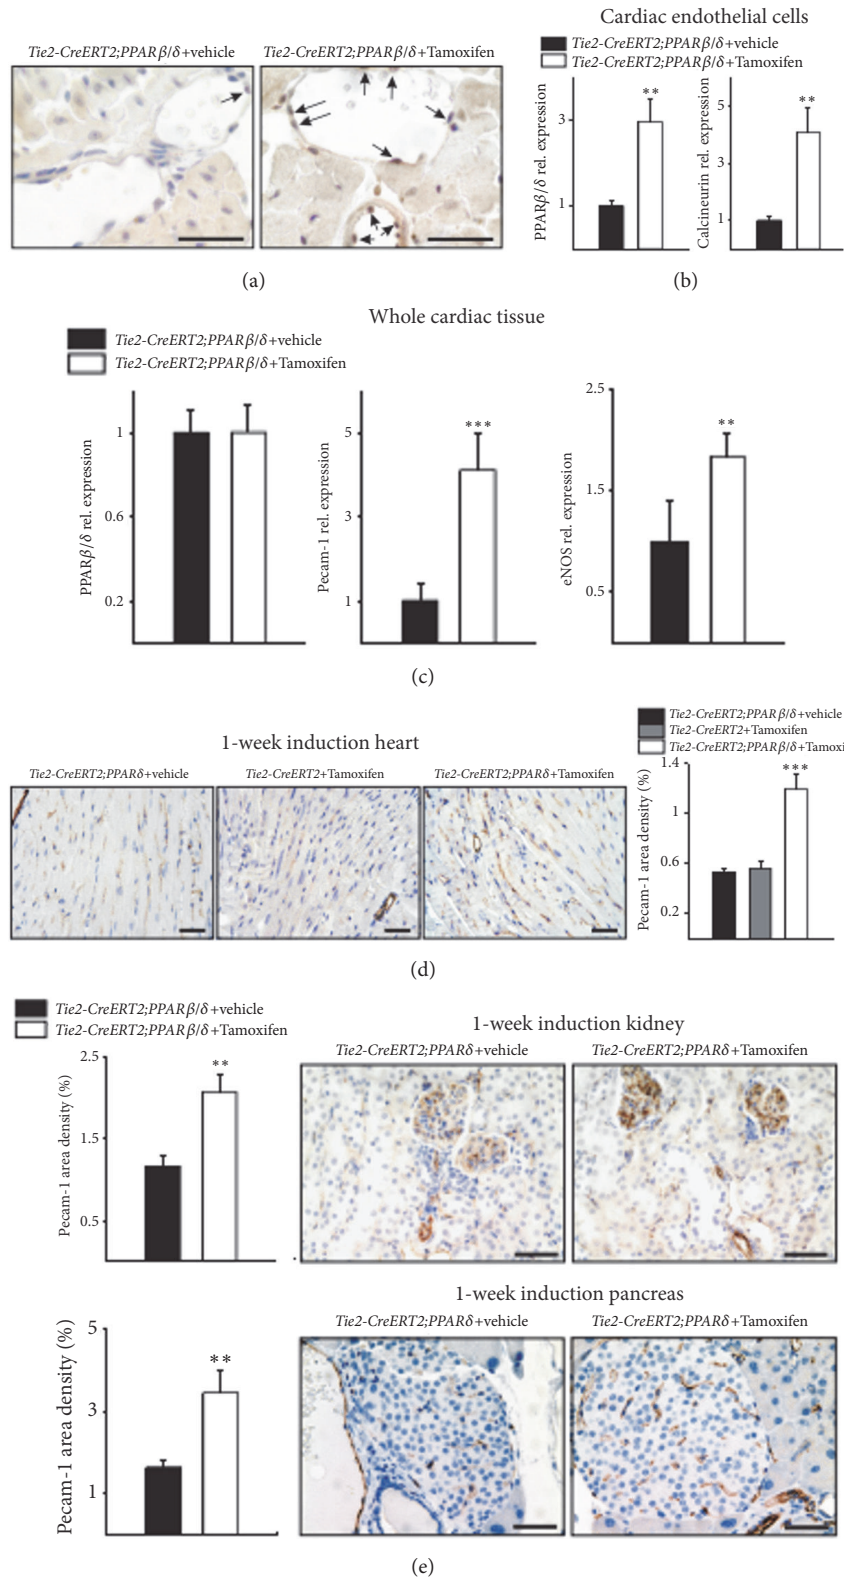 Tie2-CreERT2;PPARβ/δ+vehicle
Tie2-CreERT2;PPARβ/δ+Tamoxifen
(a)
Cardiac endothelial cells
Tie2-CreERT2;PPARβ/δ+vehicle
Tie2-CreERT2;PPARβ/δ+Tamoxifen
PPARβ/δ rel. expression
3
1
**
Calcineurin rel. expression
5
3
1
**
(b)
Whole cardiac tissue
Tie2-CreERT2;PPARβ/δ+vehicle
Tie2-CreERT2;PPARβ/δ+Tamoxifen
PPARβ/δ rel. expression
1
0.6
0.2
Pecam-1 rel. expression
5
3
1
***
eNOS rel. expression
2.5
1.5
0.5
**
(c)
1-week induction heart
Tie2-CreERT2;PPARδ+vehicle
Tie2-CreERT2+Tamoxifen
Tie2-CreERT2;PPARδ+Tamoxifen
Tie2-CreERT2;PPARβ/δ+vehicle
Tie2-CreERT2+Tamoxifen
Tie2-CreERT2;PPARβ/δ+Tamoxi
Pecam-1 area density (%)
1.4
1
0.6
0.2
***
(d)
Tie2-CreERT2;PPARβ/δ+vehicle
Tie2-CreERT2;PPARβ/δ+Tamoxifen
Pecam-1 area density (%)
2.5
1.5
0.5
**
1-week induction kidney
Tie2-CreERT2;PPARδ+vehicle
Tie2-CreERT2;PPARδ+Tamoxifen
Pecam-1 area density (%)
5
3
1
**
1-week induction pancreas
Tie2-CreERT2;PPARδ+vehicle
Tie2-CreERT2;PPARδ+Tamoxifen
(e)